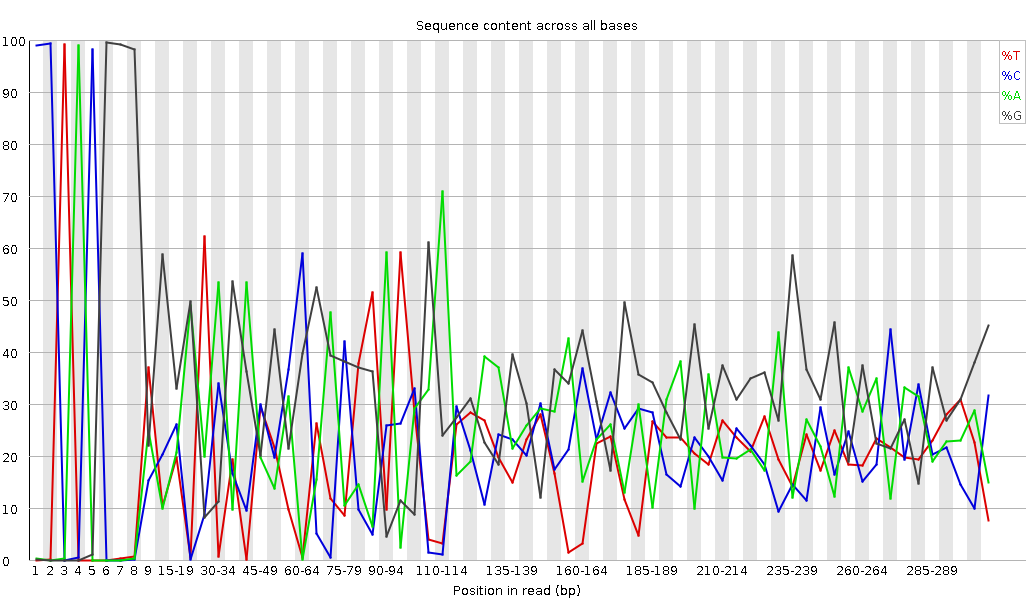 Sequence content across all bases
100
90
80
70
60
50
40
30
20
10
0
%T
%C
%A
%G
1 2 3 4 5 6 7 8 9 15-19 30-34 45-49 60-64 75-79 90-94 110-114 135-139 160-164 185-189 210-214 235-239 260-264 285-289
Position in read (bp)